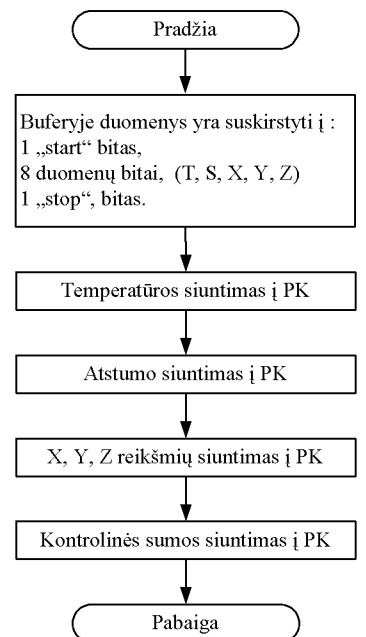 Pradžia
Buferyje duomenys yra suskirstyti į :
1 „start“ bitas,
8 duomenų bitai, (T, S, X, Y, Z)
1 „stop“, bitas.
Temperatūros siuntimas į PK
Atstumo siuntimas į PK
X, Y, Z reikšmių siuntimas į PK
Kontrolinės sumos siuntimas į PK
Pabaiga